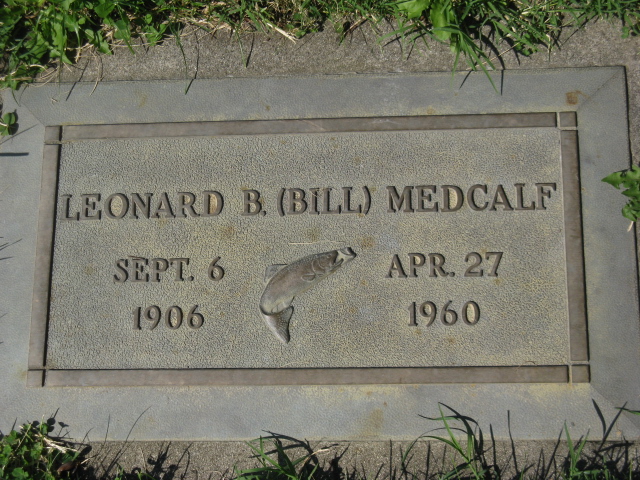 LEONARD B. (BILL) MEDCALF
SEPT. 6
1906
APR. 27
1960